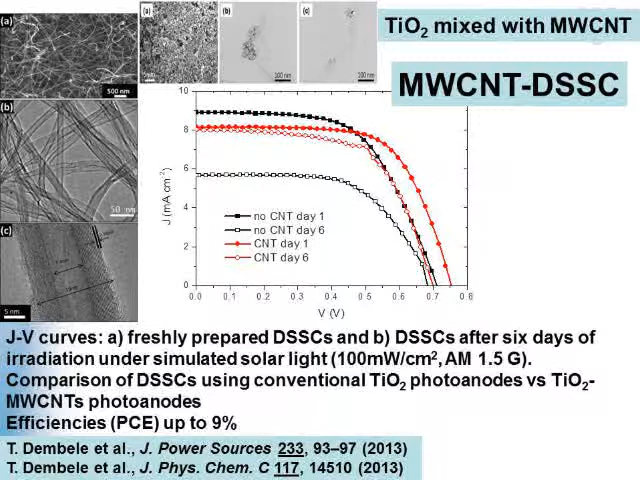 TiO2 mixed with MWCNT
MWCNT-DSSC
(a)
500 nm
(b)
50 nm
(c)
5 nm
(a)
(b)
100 nm
(c)
100 nm
10
8
6
4
2
0
J (mA cm-2)
no CNT day 1
no CNT day 6
CNT day 1
CNT day 6
0.0 0.1 0.2 0.3 0.4 0.5 0.6 0.7 0.8
V (V)
J-V curves: a) freshly prepared DSSCs and b) DSSCs after six days of
irradiation under simulated solar light (100mW/cm2, AM 1.5 G).
Comparison of DSSCs using conventional TiO2 photoanodes vs TiO2-
MWCNTs photoanodes
Efficiencies (PCE) up to 9%
T. Dembele et al., J. Power Sources 233, 93–97 (2013)
T. Dembele et al., J. Phys. Chem. C 117, 14510 (2013)